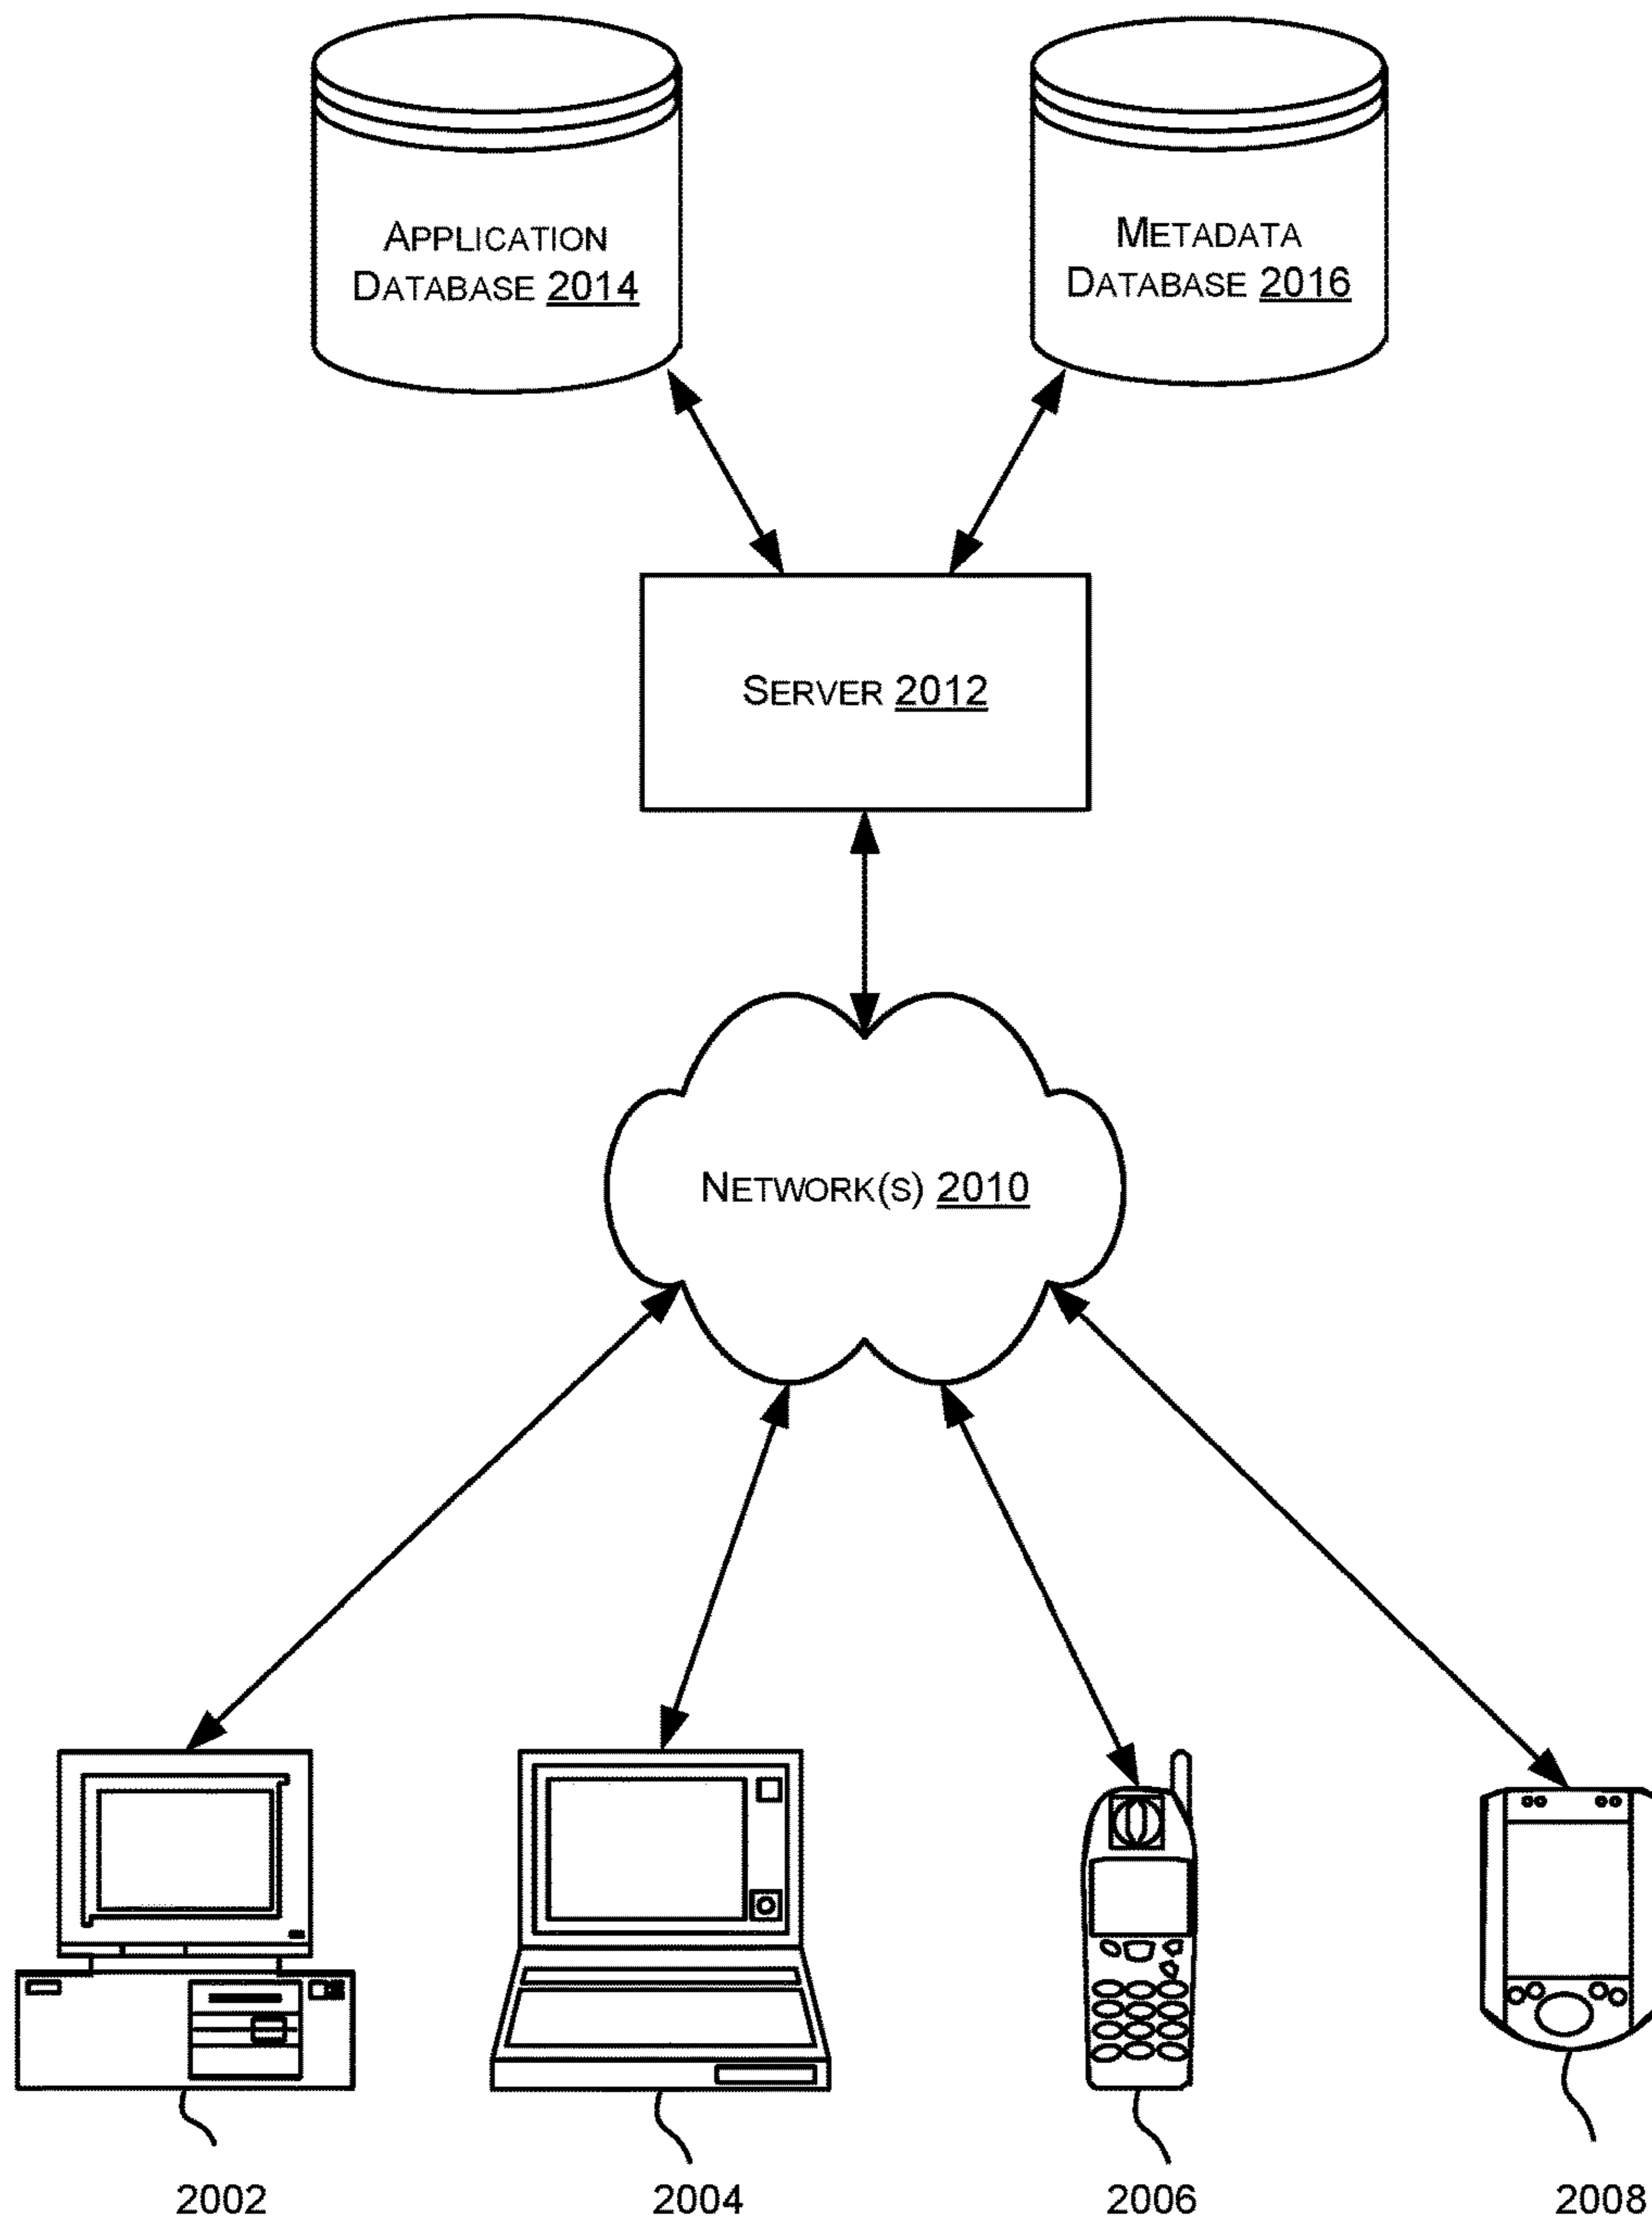 APPLICATION
DATABASE 2014
METADATA
DATABASE 2016
SERVER 2012
NETWORK(S) 2010
2002
2004
2006
2008